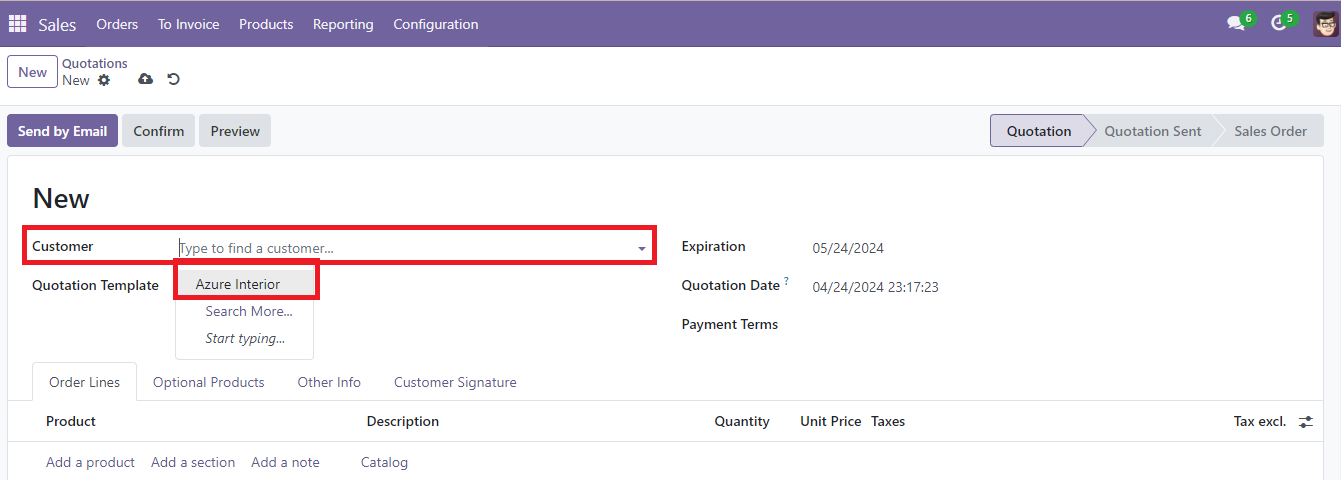 Sales Orders To Invoice Products Reporting Configuration 6 5
New Quotations
New
Send by Email Confirm Preview Quotation Quotation Sent Sales Order
New
Customer Type to find a customer... Expiration 05/24/2024
Quotation Template Azure Interior Quotation Date ? 04/24/2024 23:17:23
Search More...
Payment Terms
Start typing...
Order Lines Optional Products Other Info Customer Signature
Product Description Quantity Unit Price Taxes Tax excl.
Add a product Add a section Add a note Catalog